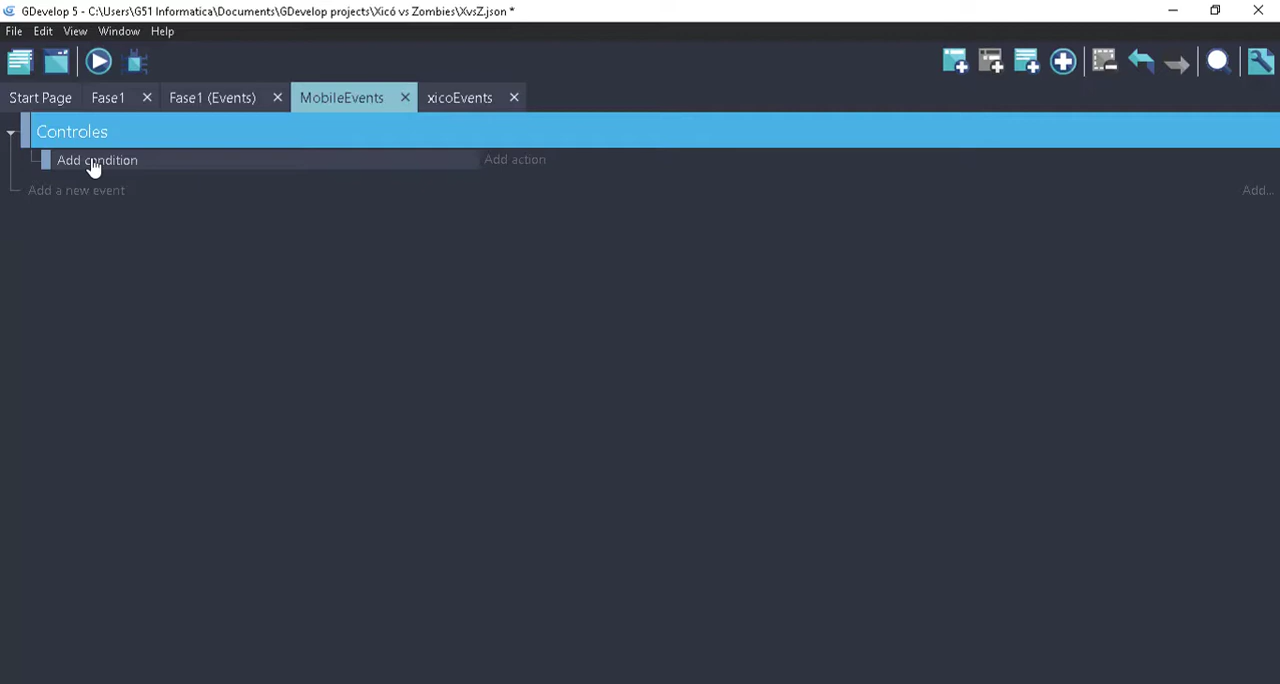 GDevelop 5 - C:\Users\G51 Informatica\Documents\GDevelop projects\Xicó vs Zombies\XvsZ.json *
File Edit View Window Help
Start Page Fase1 Fase1 (Events) MobileEvents xicoEvents
Controles
Add condition Add action
Add a new event Add...